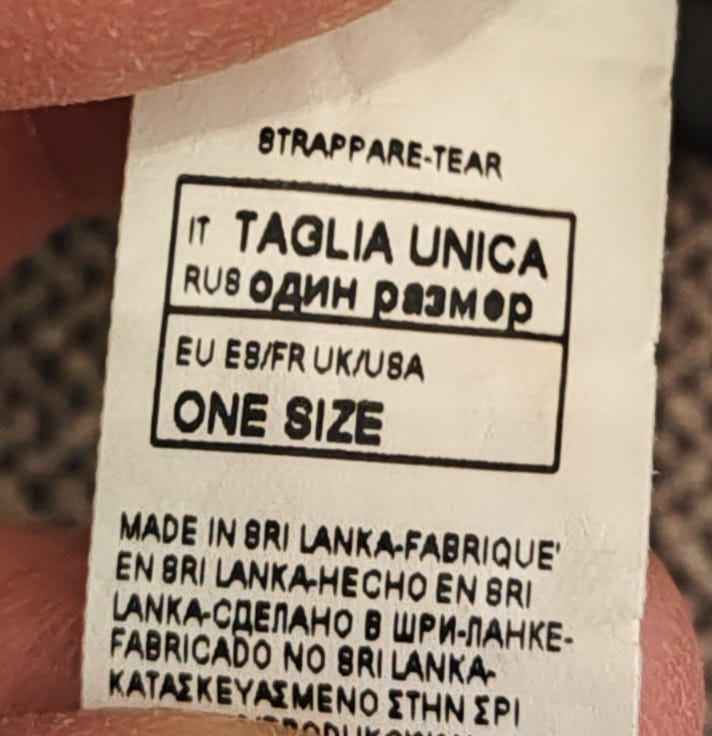 STRAPPARE-TEAR
IT TAGLIA UNICA
RUS один размер
EU ES/FR UK/USA
ONE SIZE
MADE IN SRI LANKA-FABRIQUE'
EN SRI LANKA-HECHO EN SRI
LANKA-СДЕЛАНО В ШРИ-ЛАНКЕ-
FABRICADO NO SRI LANKA-
ΚΑΤΑΣΚΕΥΑΣΜΕΝΟ ΣΤΗΝ ΣΡΙ